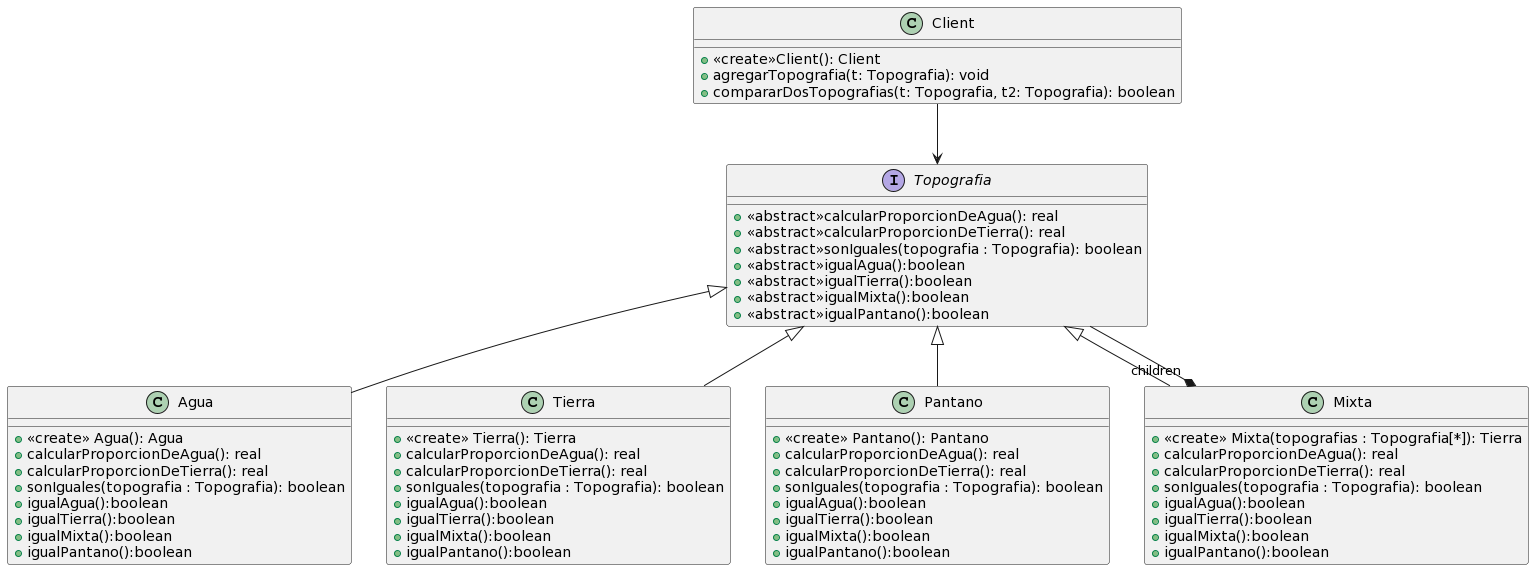 C Client
«create»Client(): Client
agregarTopografia(t: Topografia): void
compararDosTopografias(t: Topografia, t2: Topografia): boolean
I Topografia
«abstract»calcularProporcionDeAgua(): real
«abstract»calcularProporcionDeTierra(): real
«abstract»sonIguales(topografia : Topografia): boolean
«abstract»igualAgua():boolean
«abstract»igualTierra():boolean
«abstract»igualMixta():boolean
«abstract»igualPantano():boolean
children
C Agua
«create» Agua(): Agua
calcularProporcionDeAgua(): real
calcularProporcionDeTierra(): real
sonIguales(topografia : Topografia): boolean
igualAgua():boolean
igualTierra():boolean
igualMixta():boolean
igualPantano():boolean
C Tierra
«create» Tierra(): Tierra
calcularProporcionDeAgua(): real
calcularProporcionDeTierra(): real
sonIguales(topografia : Topografia): boolean
igualAgua():boolean
igualTierra():boolean
igualMixta():boolean
igualPantano():boolean
C Pantano
«create» Pantano(): Pantano
calcularProporcionDeAgua(): real
calcularProporcionDeTierra(): real
sonIguales(topografia : Topografia): boolean
igualAgua():boolean
igualTierra():boolean
igualMixta():boolean
igualPantano():boolean
C Mixta
«create» Mixta(topografias : Topografia[*]): Tierra
calcularProporcionDeAgua(): real
calcularProporcionDeTierra(): real
sonIguales(topografia : Topografia): boolean
igualAgua():boolean
igualTierra():boolean
igualMixta():boolean
igualPantano():boolean